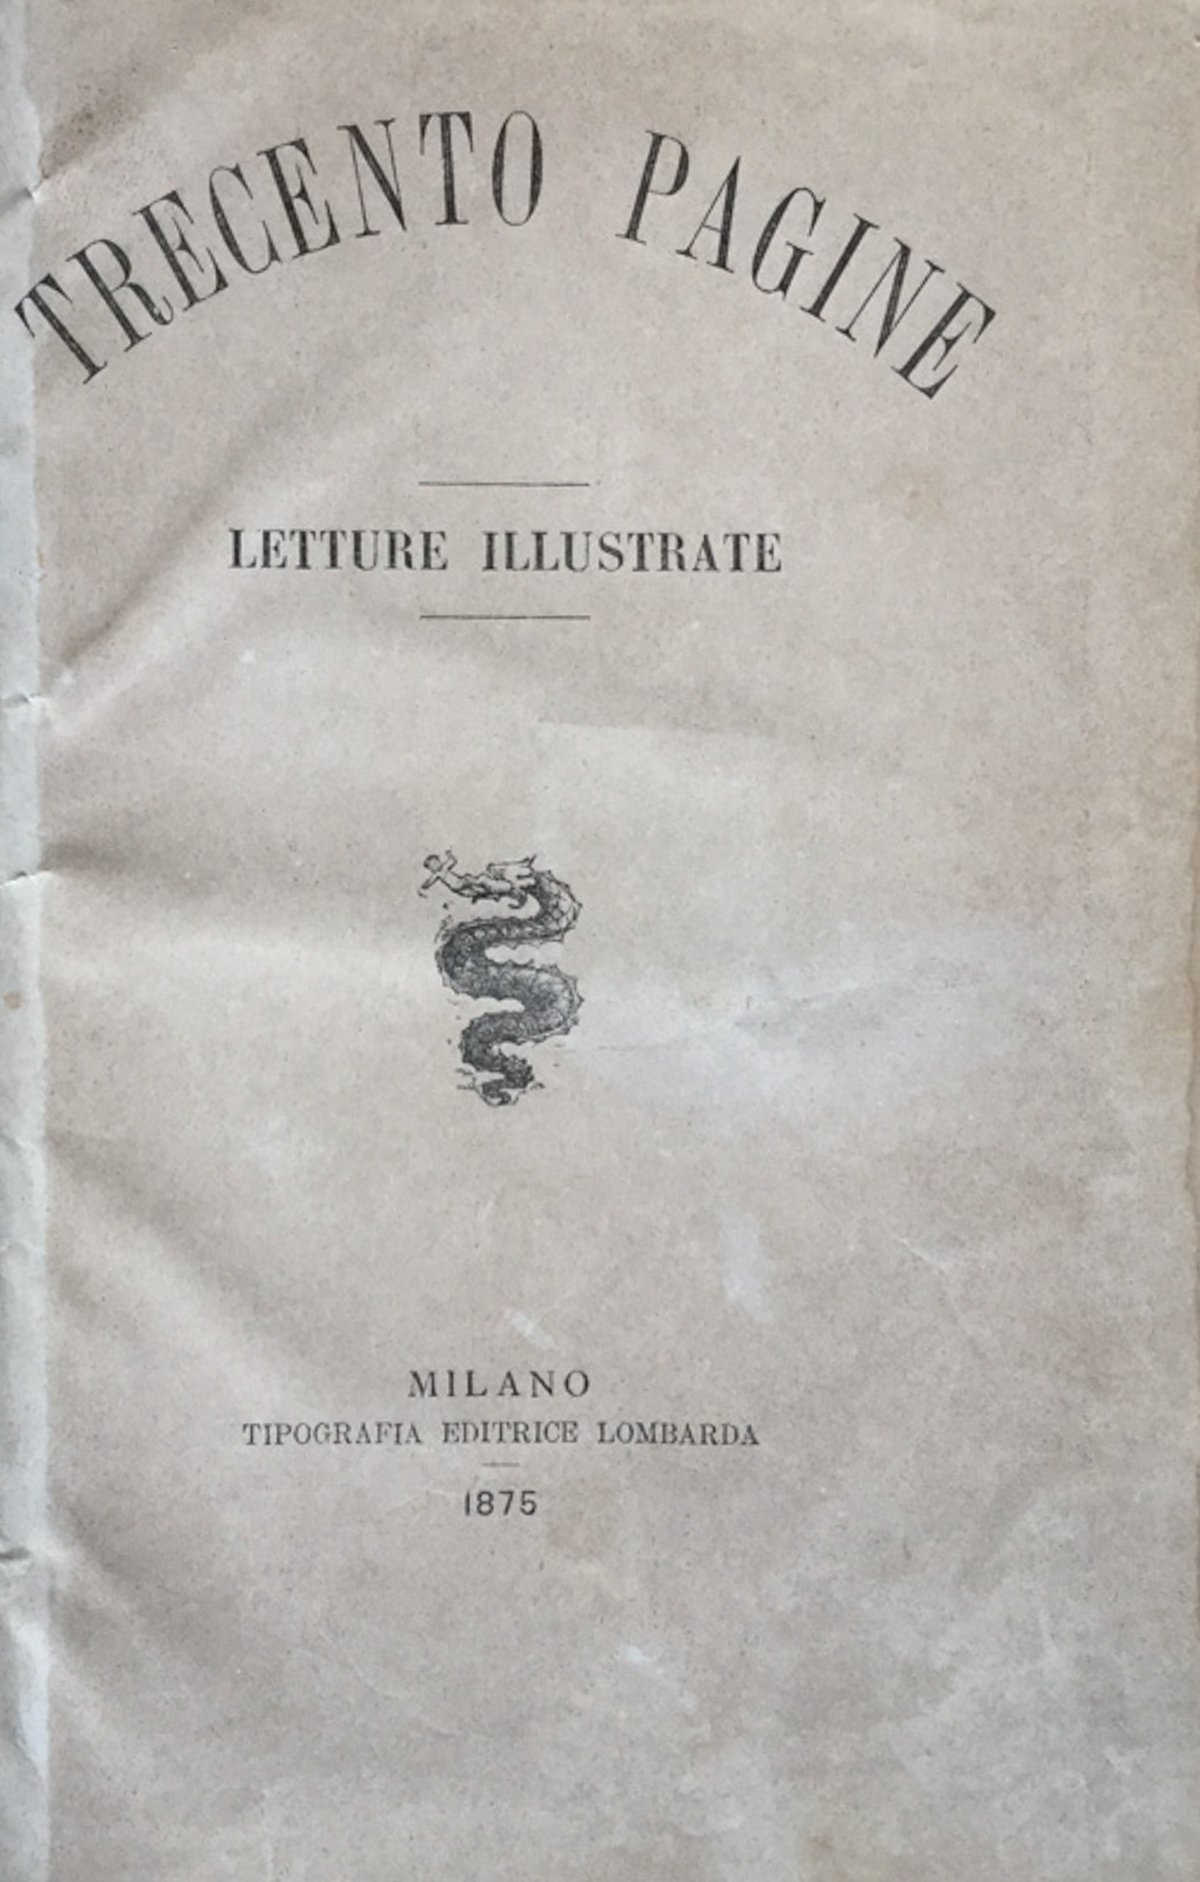 TRECENTO PAGINE
LETTURE ILLUSTRATE
MILANO
TIPOGRAFIA EDITRICE LOMBARDA
1875